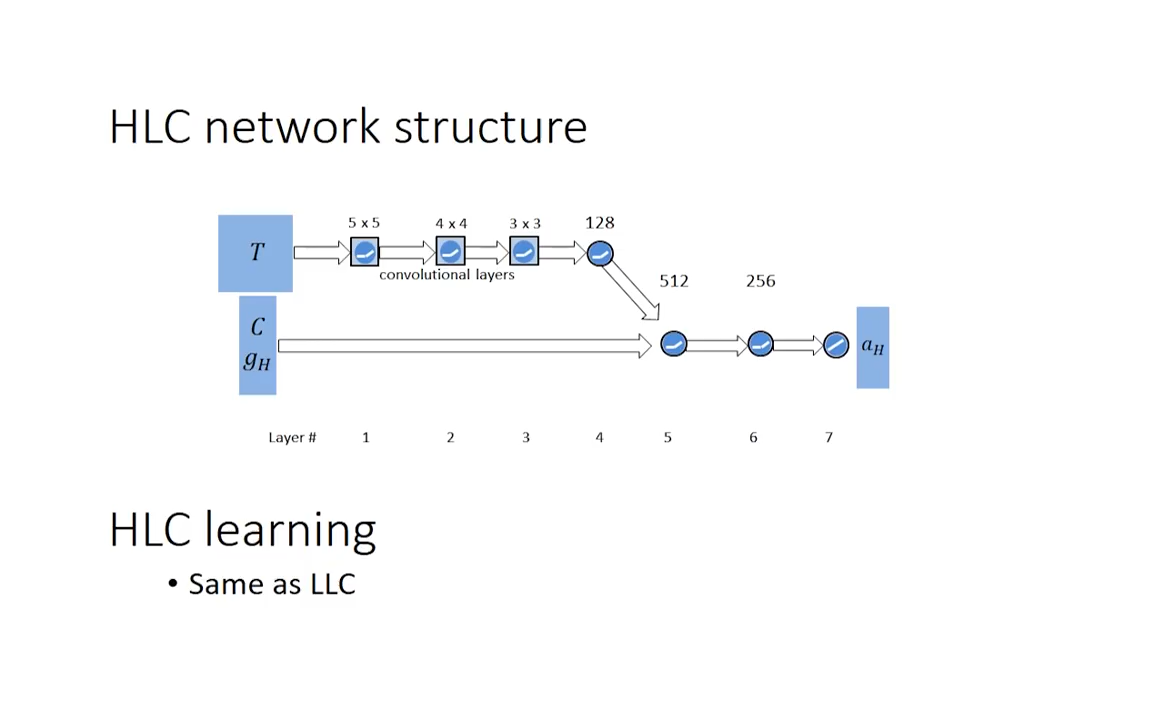 HLC network structure
5 x 5 4 x 4 3 x 3 128
T
convolutional layers
512 256
C
g_H
a_H
Layer # 1 2 3 4 5 6 7
HLC learning
• Same as LLC